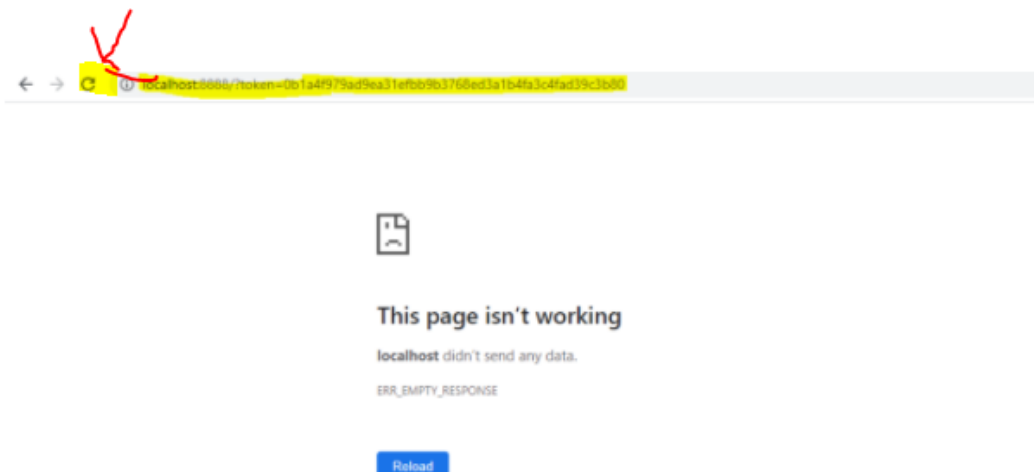 localhost:8888/?token=0b1a4f979ad9ea31efbb9b3768ed3a1b4fa3c4fad39c3b80
This page isn't working
localhost didn't send any data.
ERR_EMPTY_RESPONSE
Reload